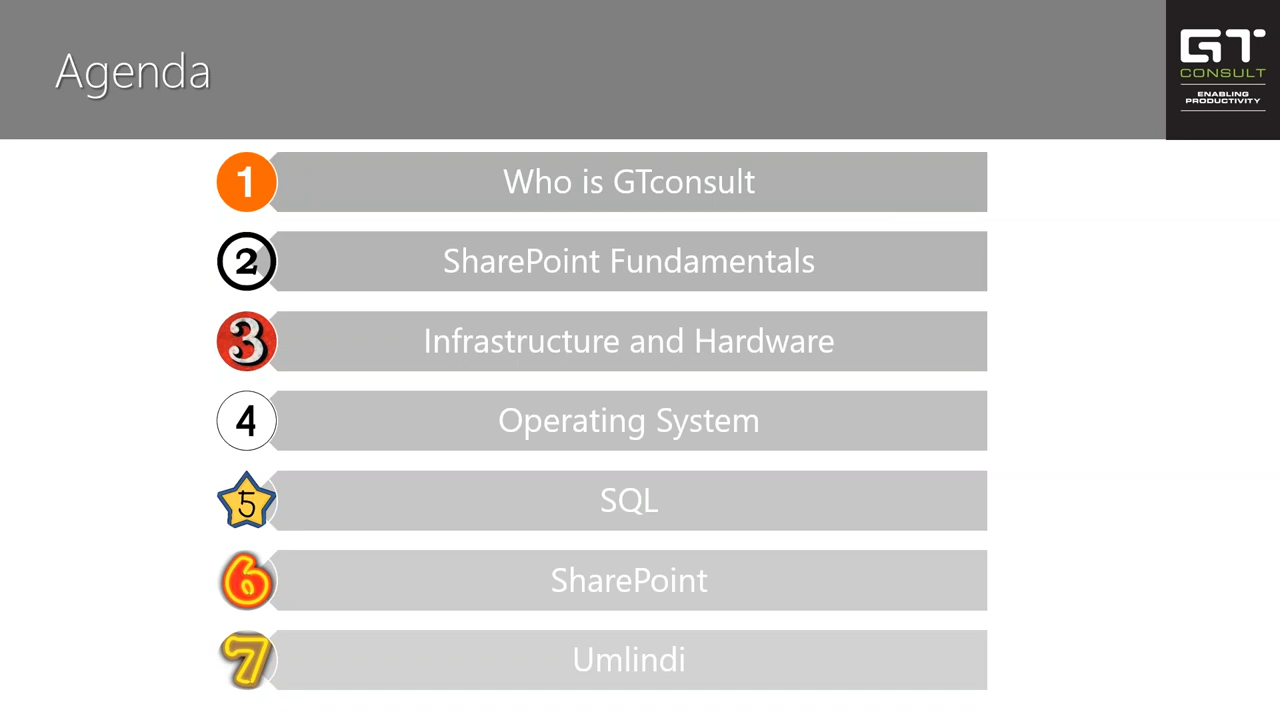 Agenda
GT
CONSULT
ENABLING
PRODUCTIVITY
1 Who is GTconsult
2 SharePoint Fundamentals
3 Infrastructure and Hardware
4 Operating System
5 SQL
6 SharePoint
7 Umlindi